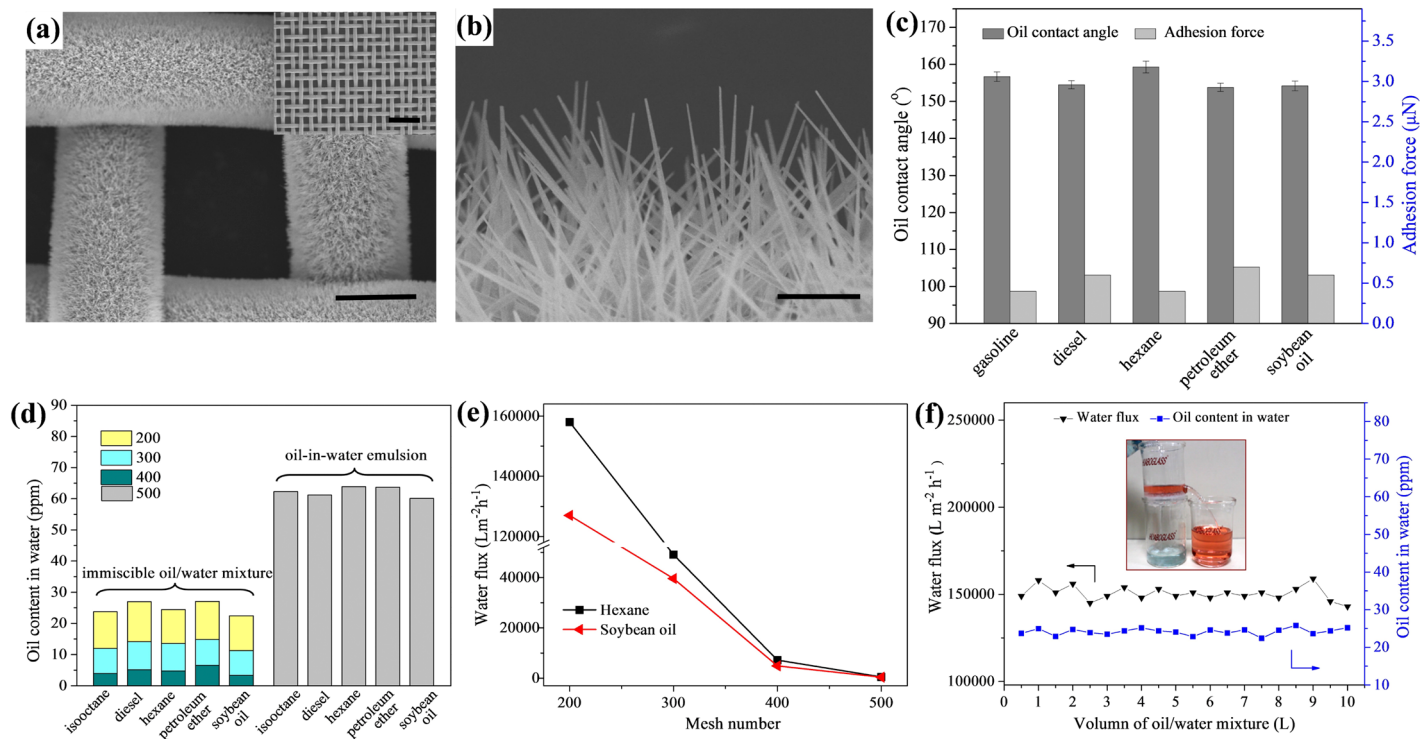 (a)
(b)
(c)
Oil contact angle
Adhesion force
170
160
150
140
130
120
110
100
90
Oil contact angle (O)
3.5
3.0
2.5
2.0
1.5
1.0
0.5
0.0
Adhesion force (μN)
gasoline
diesel
hexane
petroleum
ether
soybean
oil
(d)
90
80
70
60
50
40
30
20
10
0
Oil content in water (ppm)
200
300
400
500
oil-in-water emulsion
immiscible oil/water mixture
isooctane
diesel
hexane
petroleum
ether
soybean
oil
isooctane
diesel
hexane
petroleum
ether
soybean
oil
(e)
160000
140000
120000
40000
20000
0
Water flux (Lm-2h-1)
Hexane
Soybean oil
200
300
400
500
Mesh number
(f)
Water flux
Oil content in water
250000
200000
150000
100000
Water flux (L m-2 h-1)
80
70
60
50
40
30
20
10
Oil content in water (ppm)
0
1
2
3
4
5
6
7
8
9
10
Volumn of oil/water mixture (L)